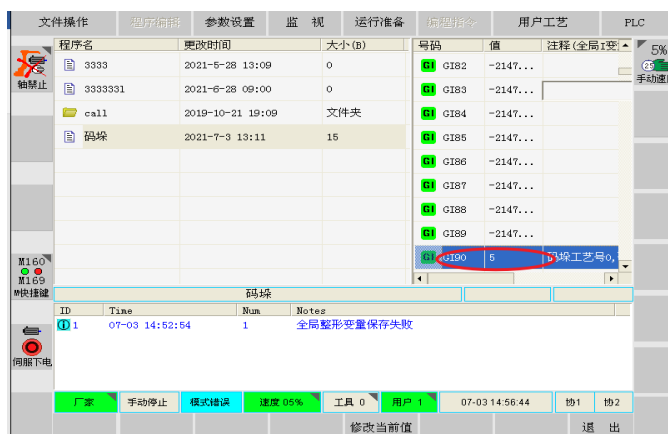 文件操作 程序编辑 参数设置 监 视 运行准备 编程指令 用户工艺 PLC
程序名 更改时间 大小(B) 号码 值 注释(全局I变 5%
轴禁止 手动速
3333 2021-5-28 13:09 0 GI GI82 -2147...
3333331 2021-6-28 09:00 0 GI GI83 -2147...
call 2019-10-21 19:09 文件夹 GI GI84 -2147...
码垛 2021-7-3 13:11 15 GI GI85 -2147...
GI GI86 -2147...
GI GI87 -2147...
GI GI88 -2147...
GI GI89 -2147...
GI GI90 5 码垛工艺号0,
M160
M169
M快捷键
码垛
ID Time Num Notes
1 07-03 14:52:54 1 全局整形变量保存失败
伺服下电
厂家 手动停止 模式错误 速度 05% 工具 0 用户 1 07-03 14:56:44 协1 协2
修改当前值 退 出